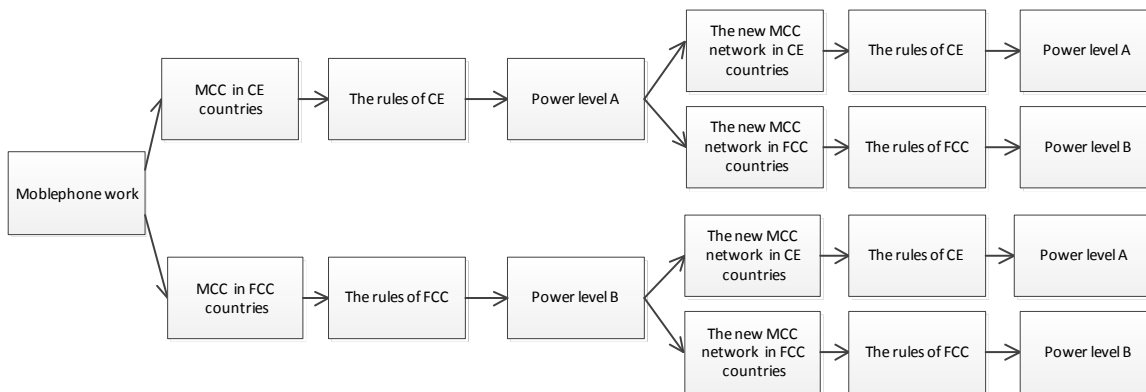 Moblephone work
MCC in CE
countries
The rules of CE
Power level A
The new MCC
network in CE
countries
The rules of CE
Power level A
The new MCC
network in FCC
countries
The rules of FCC
Power level B
MCC in FCC
countries
The rules of FCC
Power level B
The new MCC
network in CE
countries
The rules of CE
Power level A
The new MCC
network in FCC
countries
The rules of FCC
Power level B